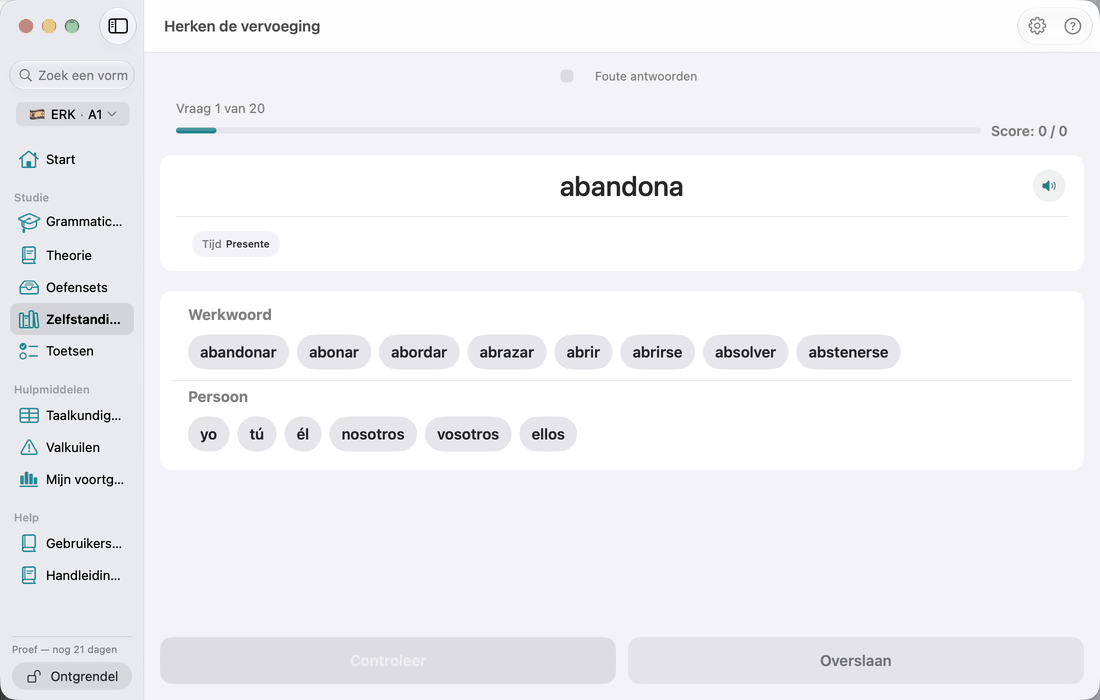 Herken de vervoeging
Zoek een vorm
ERK · A1
Start
Studie
Grammatic...
Theorie
Oefensets
Zelfstandi...
Toetsen
Hulpmiddelen
Taalkundig...
Valkuilen
Mijn voortg...
Help
Gebruikers...
Handleidin...
Proef — nog 21 dagen
Ontgrendel
Foute antwoorden
Vraag 1 van 20
Score: 0 / 0
abandona
Tijd Presente
Werkwoord
abandonar abonar abordar abrazar abrir abrirse absolver abstenerse
Persoon
yo tú él nosotros vosotros ellos
Controleer Overslaan